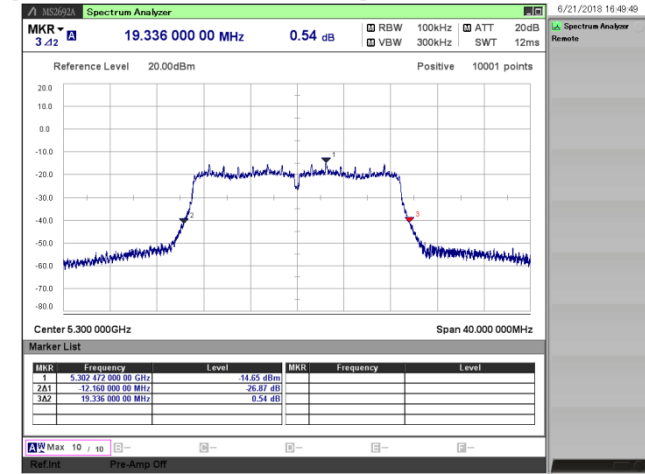 MS2692A Spectrum Analyzer
6/21/2018 16:49:49
MKR 3 Δ2 A 19.336 000 00 MHz 0.54 dB
M RBW 100kHz M ATT 20dB
M VBW 300kHz SWT 12ms
Spectrum Analyzer
Remote
Reference Level 20.00dBm Positive 10001 points
20.0
10.0
0.0
-10.0
1
-20.0
-30.0
-40.0
2
3
-50.0
-60.0
-70.0
-80.0
Center 5.300 000GHz Span 40.000 000MHz
Marker List
MKR Frequency Level MKR Frequency Level
1 5.302 472 000 00 GHz -14.65 dBm
2Δ1 -12.160 000 00 MHz -26.87 dB
3Δ2 19.336 000 00 MHz 0.54 dB
A W Max 10 / 10 B-- C-- D-- E-- F--
Ref.Int Pre-Amp Off